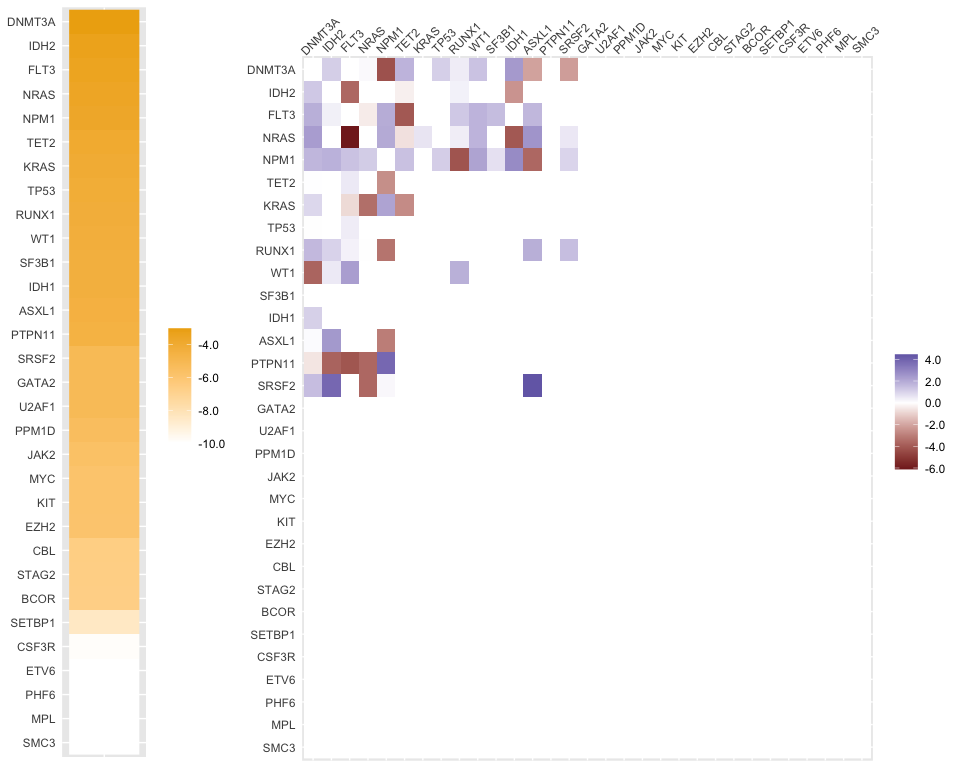 DNMT3A
IDH2
FLT3
NRAS
NPM1
TET2
KRAS
TP53
RUNX1
WT1
SF3B1
IDH1
ASXL1
PTPN11
SRSF2
GATA2
U2AF1
PPM1D
JAK2
MYC
KIT
EZH2
CBL
STAG2
BCOR
SETBP1
CSF3R
ETV6
PHF6
MPL
SMC3
-4.0
-6.0
-8.0
-10.0
DNMT3A
IDH2
FLT3
NRAS
NPM1
TET2
KRAS
TP53
RUNX1
WT1
SF3B1
IDH1
ASXL1
PTPN11
SRSF2
GATA2
U2AF1
PPM1D
JAK2
MYC
KIT
EZH2
CBL
STAG2
BCOR
SETBP1
CSF3R
ETV6
PHF6
MPL
SMC3
DNMT3A
IDH2
FLT3
NRAS
NPM1
TET2
KRAS
TP53
RUNX1
WT1
SF3B1
IDH1
ASXL1
PTPN11
SRSF2
GATA2
U2AF1
PPM1D
JAK2
MYC
KIT
EZH2
CBL
STAG2
BCOR
SETBP1
CSF3R
ETV6
PHF6
MPL
SMC3
4.0
2.0
0.0
-2.0
-4.0
-6.0